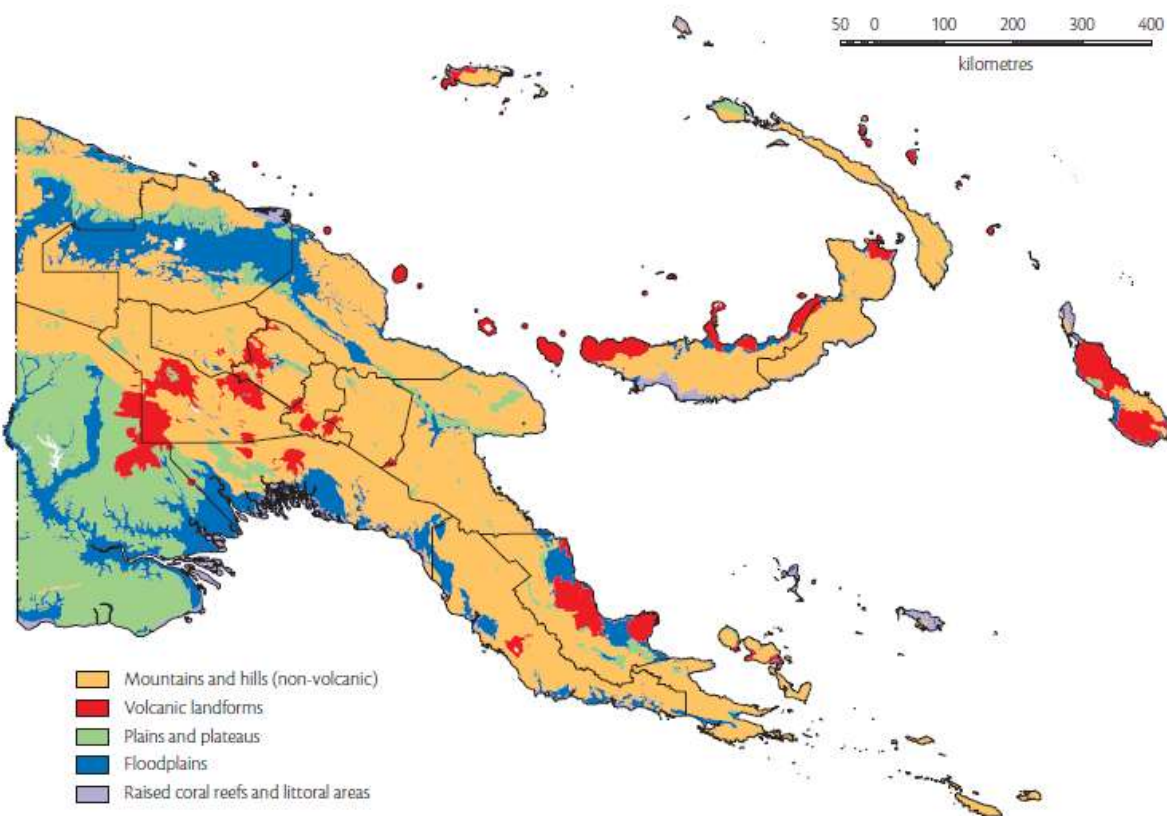 50 0 100 200 300 400
kilometres
Mountains and hills (non-volcanic)
Volcanic landforms
Plains and plateaus
Floodplains
Raised coral reefs and littoral areas